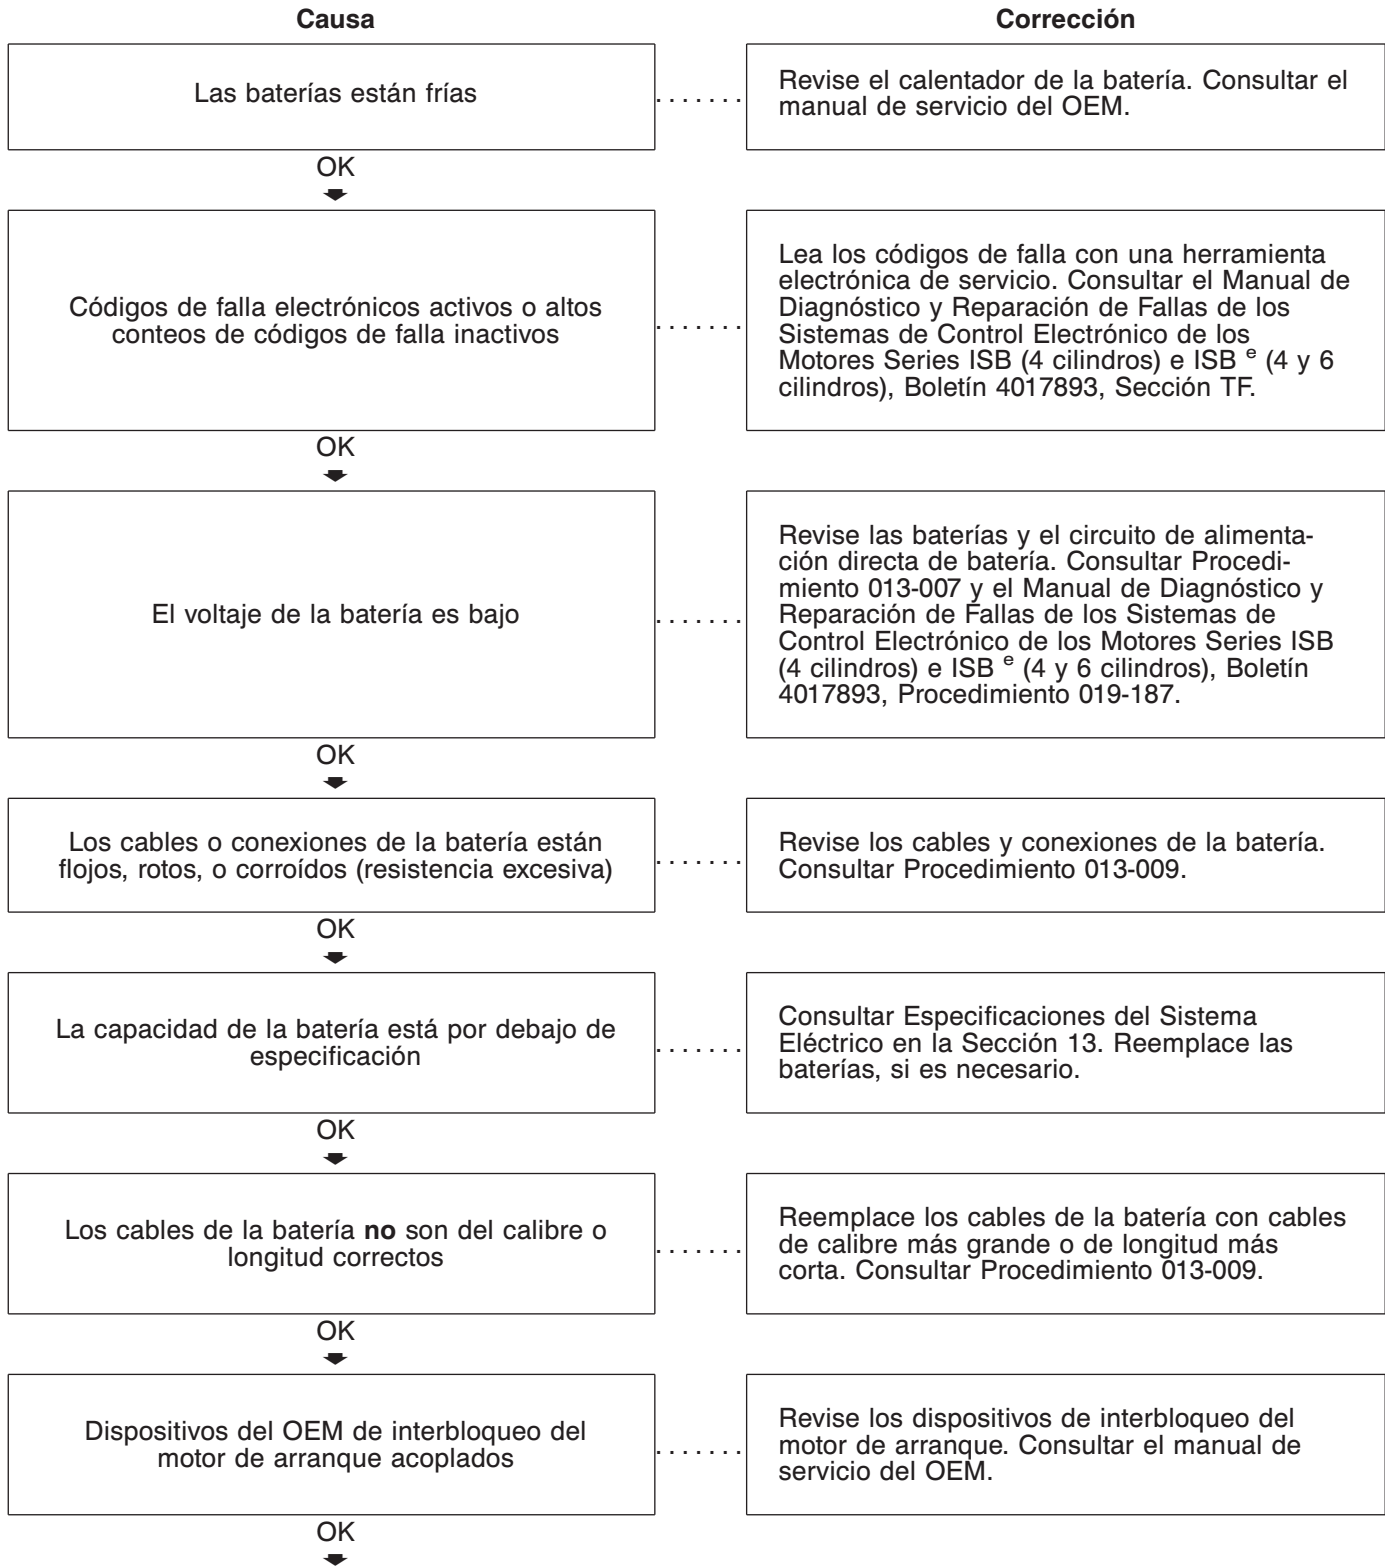 Causa
Corrección
Las baterías están frías
. . . . . . .
Revise el calentador de la batería. Consultar el
manual de servicio del OEM.
OK
Códigos de falla electrónicos activos o altos
conteos de códigos de falla inactivos
. . . . . . .
Lea los códigos de falla con una herramienta
electrónica de servicio. Consultar el Manual de
Diagnóstico y Reparación de Fallas de los
Sistemas de Control Electrónico de los
Motores Series ISB (4 cilindros) e ISB e (4 y 6
cilindros), Boletín 4017893, Sección TF.
OK
El voltaje de la batería es bajo
. . . . . . .
Revise las baterías y el circuito de alimenta-
ción directa de batería. Consultar Procedi-
miento 013-007 y el Manual de Diagnóstico y
Reparación de Fallas de los Sistemas de
Control Electrónico de los Motores Series ISB
(4 cilindros) e ISB e (4 y 6 cilindros), Boletín
4017893, Procedimiento 019-187.
OK
Los cables o conexiones de la batería están
flojos, rotos, o corroídos (resistencia excesiva)
. . . . . . .
Revise los cables y conexiones de la batería.
Consultar Procedimiento 013-009.
OK
La capacidad de la batería está por debajo de
especificación
. . . . . . .
Consultar Especificaciones del Sistema
Eléctrico en la Sección 13. Reemplace las
baterías, si es necesario.
OK
Los cables de la batería no son del calibre o
longitud correctos
. . . . . . .
Reemplace los cables de la batería con cables
de calibre más grande o de longitud más
corta. Consultar Procedimiento 013-009.
OK
Dispositivos del OEM de interbloqueo del
motor de arranque acoplados
. . . . . . .
Revise los dispositivos de interbloqueo del
motor de arranque. Consultar el manual de
servicio del OEM.
OK